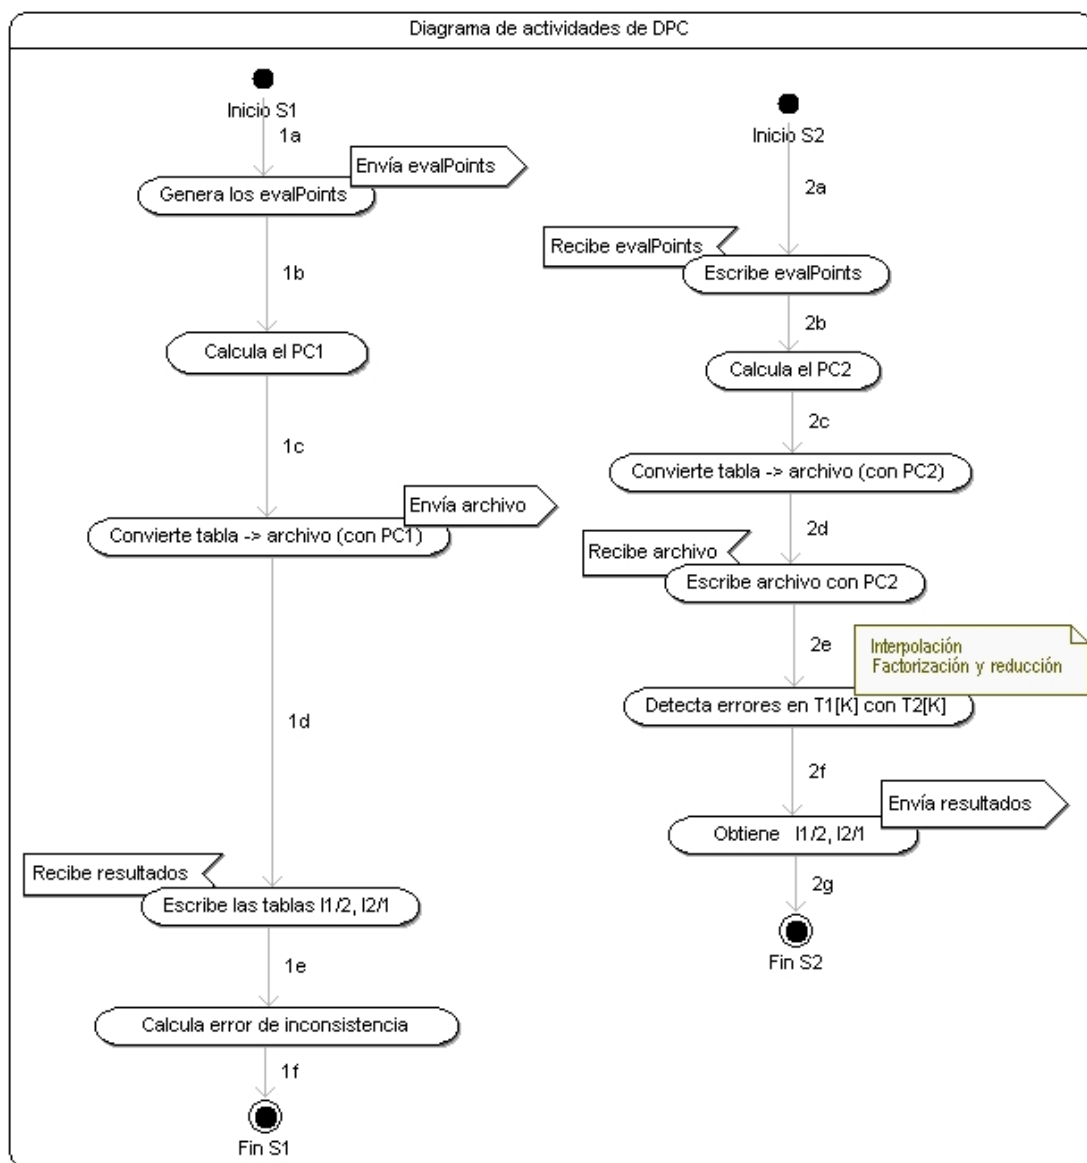 Diagrama de actividades de DPC
Inicio S1
1a
Envía evalPoints
Genera los evalPoints
1b
Calcula el PC1
1c
Envía archivo
Convierte tabla -> archivo (con PC1)
1d
Recibe resultados
Escribe las tablas I1/2, I2/1
1e
Calcula error de inconsistencia
1f
Fin S1
Inicio S2
2a
Recibe evalPoints
Escribe evalPoints
2b
Calcula el PC2
2c
Convierte tabla -> archivo (con PC2)
2d
Recibe archivo
Escribe archivo con PC2
2e
Interpolación
Factorización y reducción
Detecta errores en T1[K] con T2[K]
2f
Envía resultados
Obtiene I1/2, I2/1
2g
Fin S2